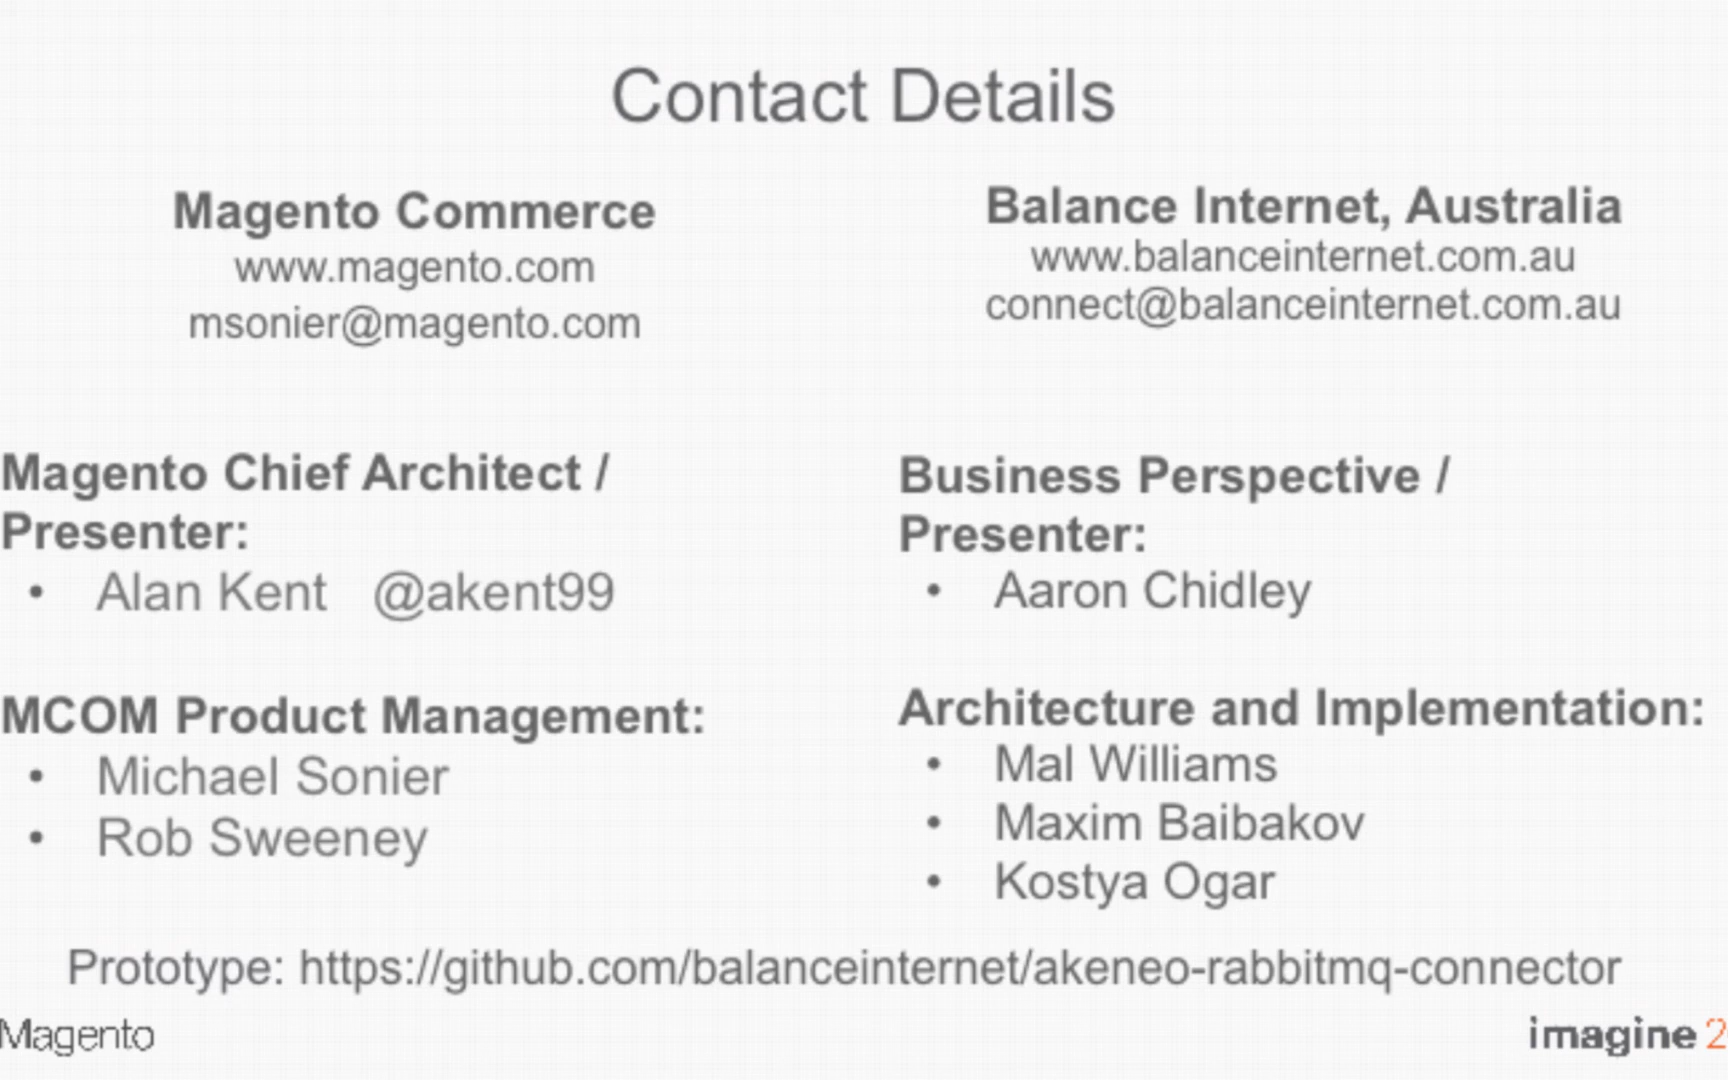 Contact Details
Magento Commerce
www.magento.com
msonier@magento.com
Balance Internet, Australia
www.balanceinternet.com.au
connect@balanceinternet.com.au
Magento Chief Architect /
Presenter:
• Alan Kent @akent99
MCOM Product Management:
• Michael Sonier
• Rob Sweeney
Business Perspective /
Presenter:
• Aaron Chidley
Architecture and Implementation:
• Mal Williams
• Maxim Baibakov
• Kostya Ogar
Prototype: https://github.com/balanceinternet/akeneo-rabbitmq-connector
Magento
imagine 2